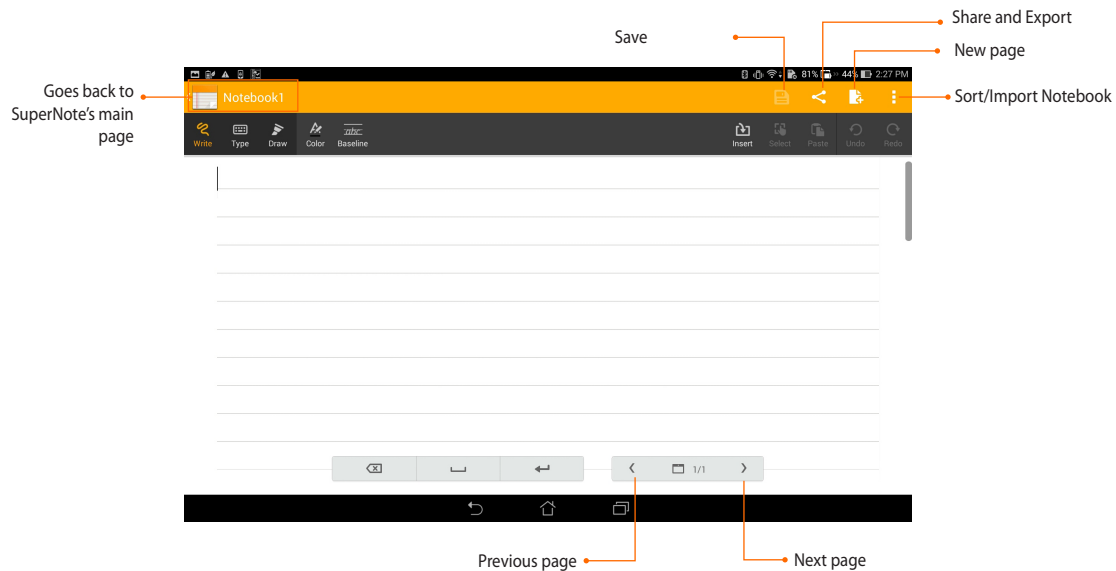 Share and Export
Save
New page
81% 44% 2:27 PM
Goes back to
SuperNote's main
page
Notebook1
Sort/Import Notebook
Write Type Draw Color abc Baseline Insert Select Paste Undo Redo
1/1
Previous page
Next page